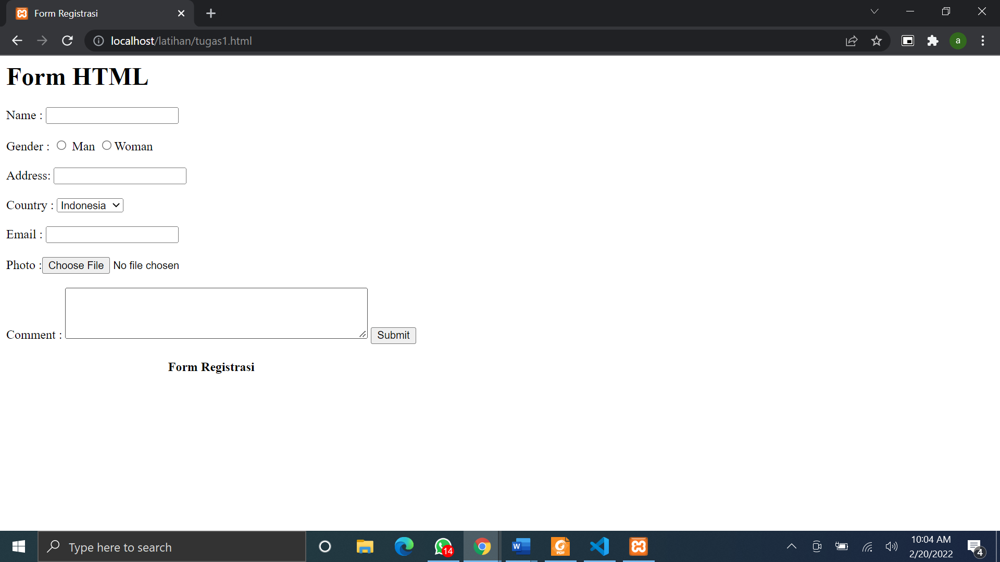 Form Registrasi
localhost/latihan/tugas1.html
a
Form HTML
Name :
Gender : Man Woman
Address:
Country : Indonesia
Email :
Photo : Choose File No file chosen
Comment : Submit
Form Registrasi
Type here to search
14
W
PDF
10:04 AM
2/20/2022
4